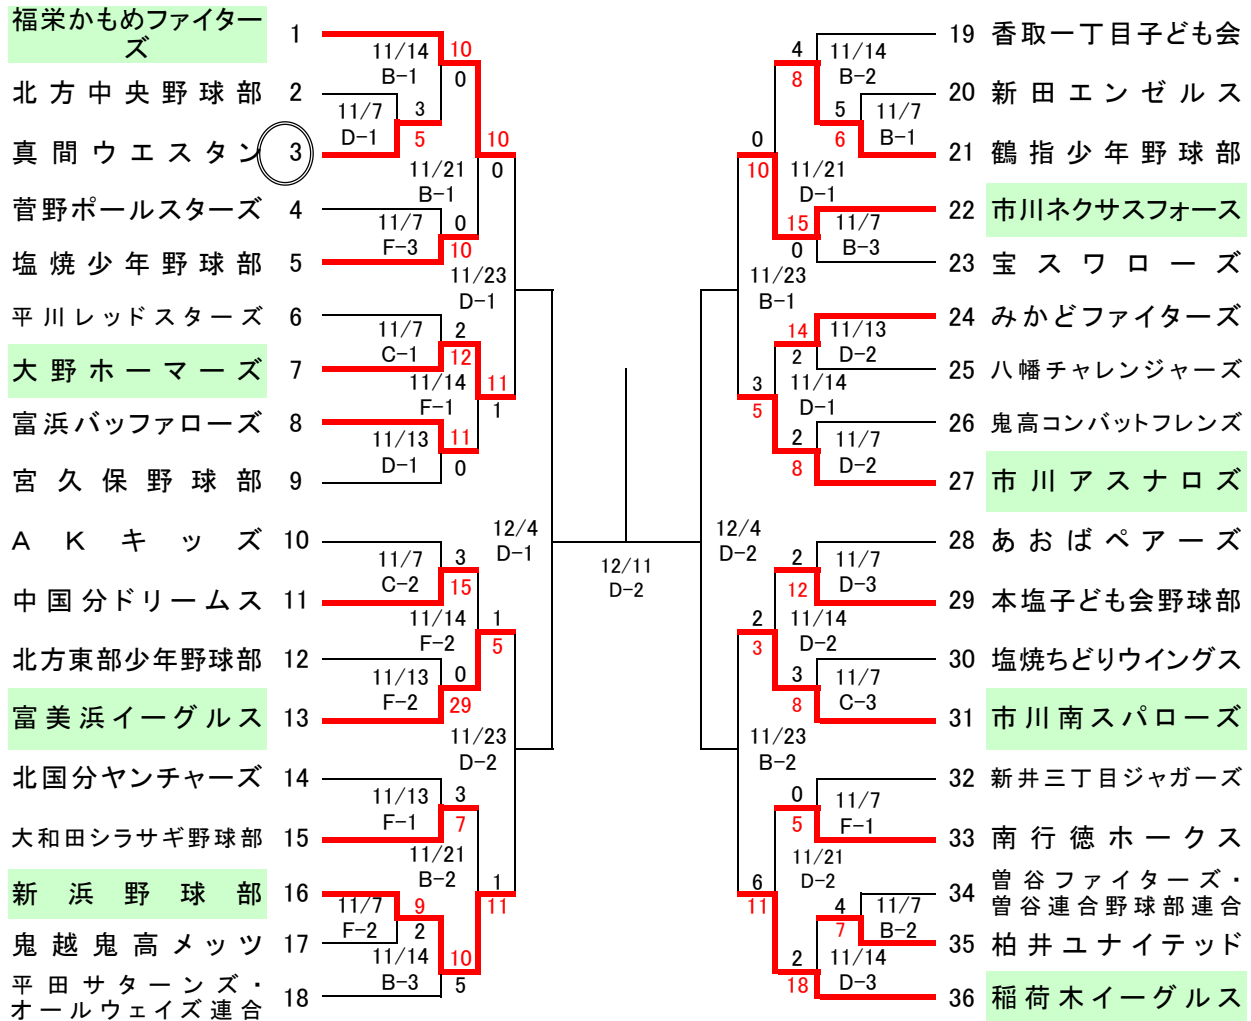 福栄かもめファイターズ 1
北方中央野球部 2
真間ウエスタン 3
菅野ポールスターズ 4
塩焼少年野球部 5
平川レッドスターズ 6
大野ホーマーズ 7
富浜バッファローズ 8
宮久保野球部 9
ＡＫキッズ 10
中国分ドリームス 11
北方東部少年野球部 12
富美浜イーグルス 13
北国分ヤンチャーズ 14
大和田シラサギ野球部 15
新浜野球部 16
鬼越鬼高メッツ 17
平田サターンズ・
オールウェイズ連合 18
11/14
B-1
10
0
11/7
D-1
3
5
11/21
B-1
10
0
11/7
F-3
0
10
11/23
D-1
11/7
C-1
2
12
11/14
F-1
11
1
11/13
D-1
11
0
12/4
D-1
11/7
C-2
3
15
11/14
F-2
1
5
11/13
F-2
0
29
11/23
D-2
11/13
F-1
3
7
11/21
B-2
1
11
11/7
F-2
9
2
11/14
B-3
10
5
12/11
D-2
19 香取一丁目子ども会
20 新田エンゼルス
21 鶴指少年野球部
22 市川ネクサスフォース
23 宝スワローズ
24 みかどファイターズ
25 八幡チャレンジャーズ
26 鬼高コンバットフレンズ
27 市川アスナロズ
28 あおばペアーズ
29 本塩子ども会野球部
30 塩焼ちどりウイングス
31 市川南スパローズ
32 新井三丁目ジャガーズ
33 南行徳ホークス
34 曽谷ファイターズ・
曽谷連合野球部連合
35 柏井ユナイテッド
36 稲荷木イーグルス
4
8
11/14
B-2
5
6
11/7
B-1
0
10
11/21
D-1
15
0
11/7
B-3
11/23
B-1
14
2
11/13
D-2
3
5
11/14
D-1
2
8
11/7
D-2
12/4
D-2
2
12
11/7
D-3
2
3
11/14
D-2
3
8
11/7
C-3
11/23
B-2
0
5
11/7
F-1
6
11
11/21
D-2
4
7
11/7
B-2
2
18
11/14
D-3